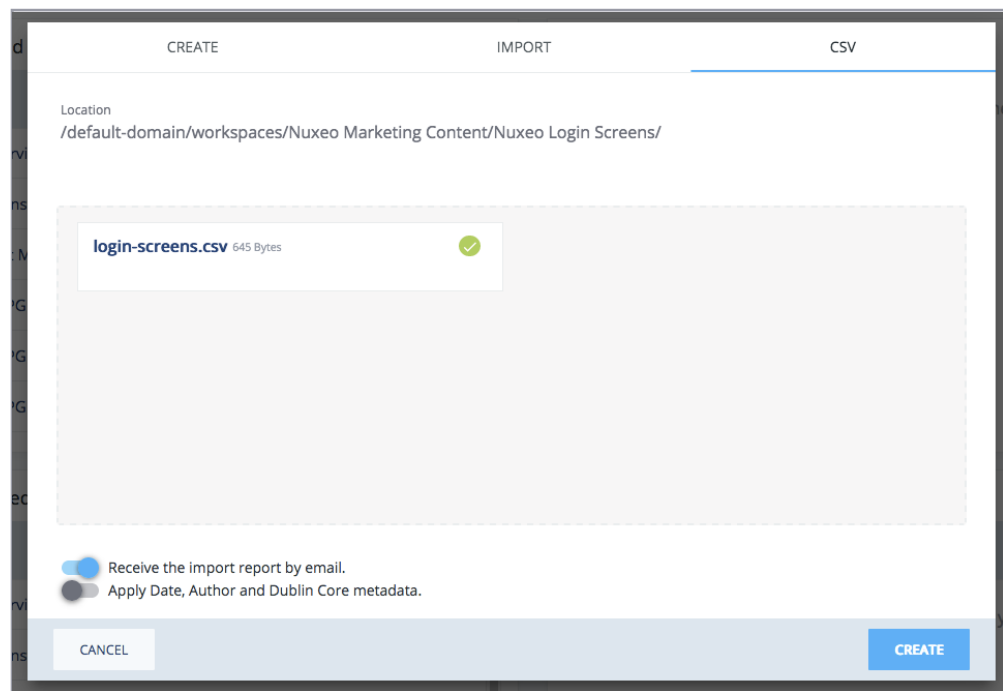 CREATE IMPORT CSV
Location
/default-domain/workspaces/Nuxeo Marketing Content/Nuxeo Login Screens/
login-screens.csv 645 Bytes
Receive the import report by email.
Apply Date, Author and Dublin Core metadata.
CANCEL CREATE